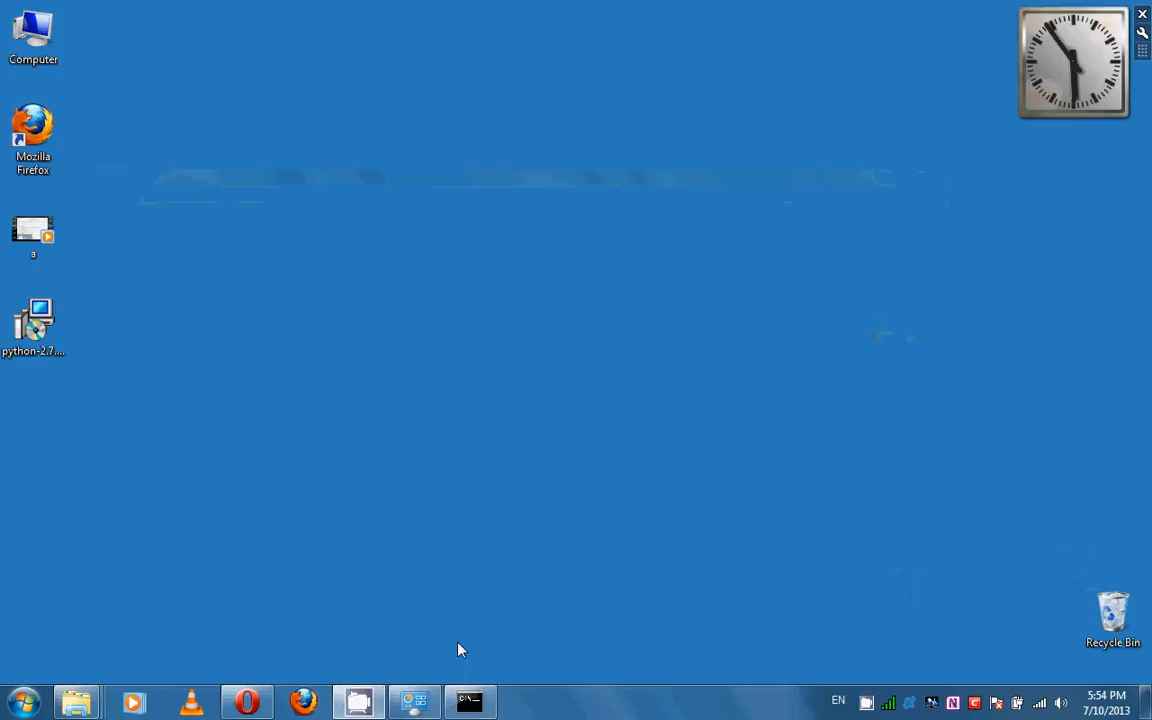 Computer
Mozilla
Firefox
a
python-2.7....
Recycle Bin
C:\_
EN
5:54 PM
7/10/2013